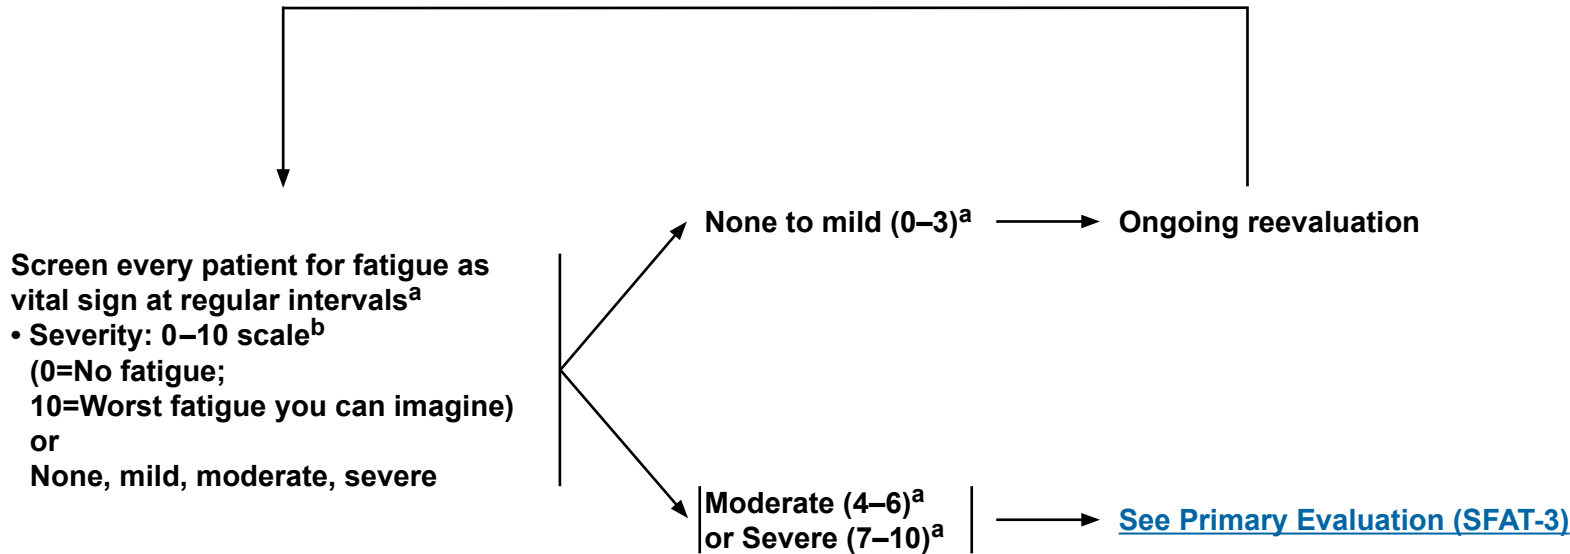 Screen every patient for fatigue as
vital sign at regular intervalsa
• Severity: 0–10 scaleb
(0=No fatigue;
10=Worst fatigue you can imagine)
or
None, mild, moderate, severe
None to mild (0–3)a
Ongoing reevaluation
Moderate (4–6)a
or Severe (7–10)a
See Primary Evaluation (SFAT-3)